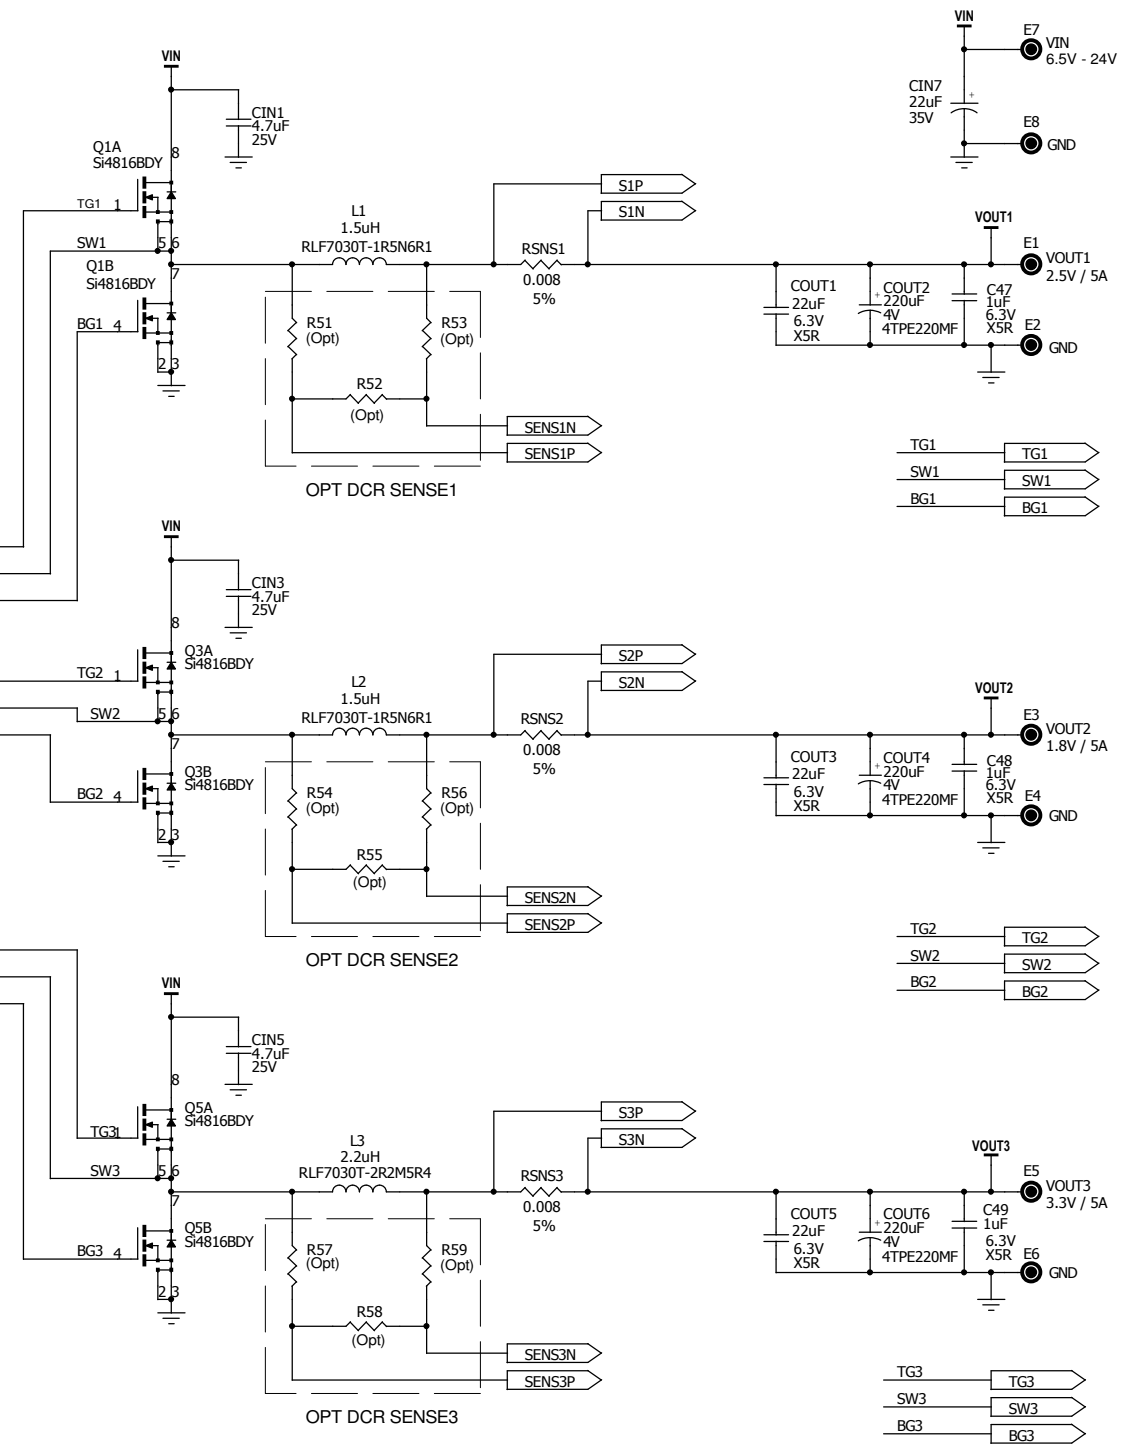 VIN
E7
VIN
6.5V - 24V
CIN7
22uF
35V
+
E8
GND
VIN
CIN1
4.7uF
25V
8
Q1A
Si4816BDY
TG1 1
SW1
5 6
7
Q1B
Si4816BDY
BG1 4
2 3
L1
1.5uH
RLF7030T-1R5N6R1
S1P
S1N
RSNS1
0.008
5%
R51
(Opt)
R53
(Opt)
R52
(Opt)
SENS1N
SENS1P
OPT DCR SENSE1
VOUT1
E1
VOUT1
2.5V / 5A
COUT1
22uF
6.3V
X5R
+
COUT2
220uF
4V
4TPE220MF
C47
1uF
6.3V
X5R
E2
GND
TG1 TG1
SW1 SW1
BG1 BG1
VIN
CIN3
4.7uF
25V
8
Q3A
Si4816BDY
TG2 1
SW2
5 6
7
Q3B
Si4816BDY
BG2 4
2 3
L2
1.5uH
RLF7030T-1R5N6R1
S2P
S2N
RSNS2
0.008
5%
R54
(Opt)
R56
(Opt)
R55
(Opt)
SENS2N
SENS2P
OPT DCR SENSE2
VOUT2
E3
VOUT2
1.8V / 5A
COUT3
22uF
6.3V
X5R
+
COUT4
220uF
4V
4TPE220MF
C48
1uF
6.3V
X5R
E4
GND
TG2 TG2
SW2 SW2
BG2 BG2
VIN
CIN5
4.7uF
25V
8
Q5A
Si4816BDY
TG3 1
SW3
5 6
7
Q5B
Si4816BDY
BG3 4
2 3
L3
2.2uH
RLF7030T-2R2M5R4
S3P
S3N
RSNS3
0.008
5%
R57
(Opt)
R59
(Opt)
R58
(Opt)
SENS3N
SENS3P
OPT DCR SENSE3
VOUT3
E5
VOUT3
3.3V / 5A
COUT5
22uF
6.3V
X5R
+
COUT6
220uF
4V
4TPE220MF
C49
1uF
6.3V
X5R
E6
GND
TG3 TG3
SW3 SW3
BG3 BG3